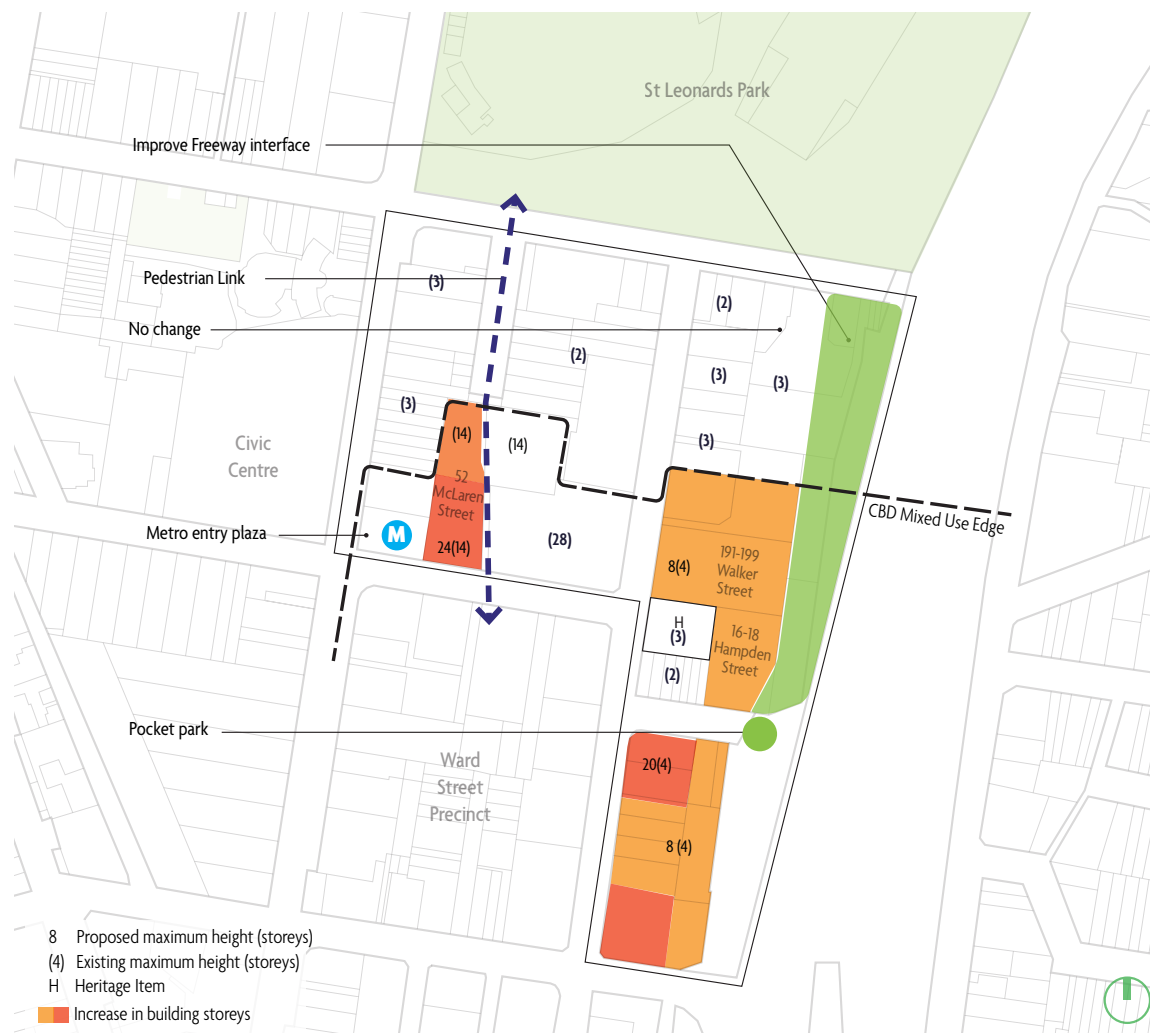 St Leonards Park
Improve Freeway interface
Pedestrian Link
(3)
No change
(2)
(2)
(3)
(3)
(3)
(3)
Civic
Centre
(14)
(14)
52
McLaren
Street
24(14)
Metro entry plaza
M
(28)
CBD Mixed Use Edge
191-199
Walker
Street
8(4)
H
(3)
16-18
Hampden
Street
(2)
Pocket park
Ward
Street
Precinct
20(4)
8 (4)
8 Proposed maximum height (storeys)
(4) Existing maximum height (storeys)
H Heritage Item
Increase in building storeys